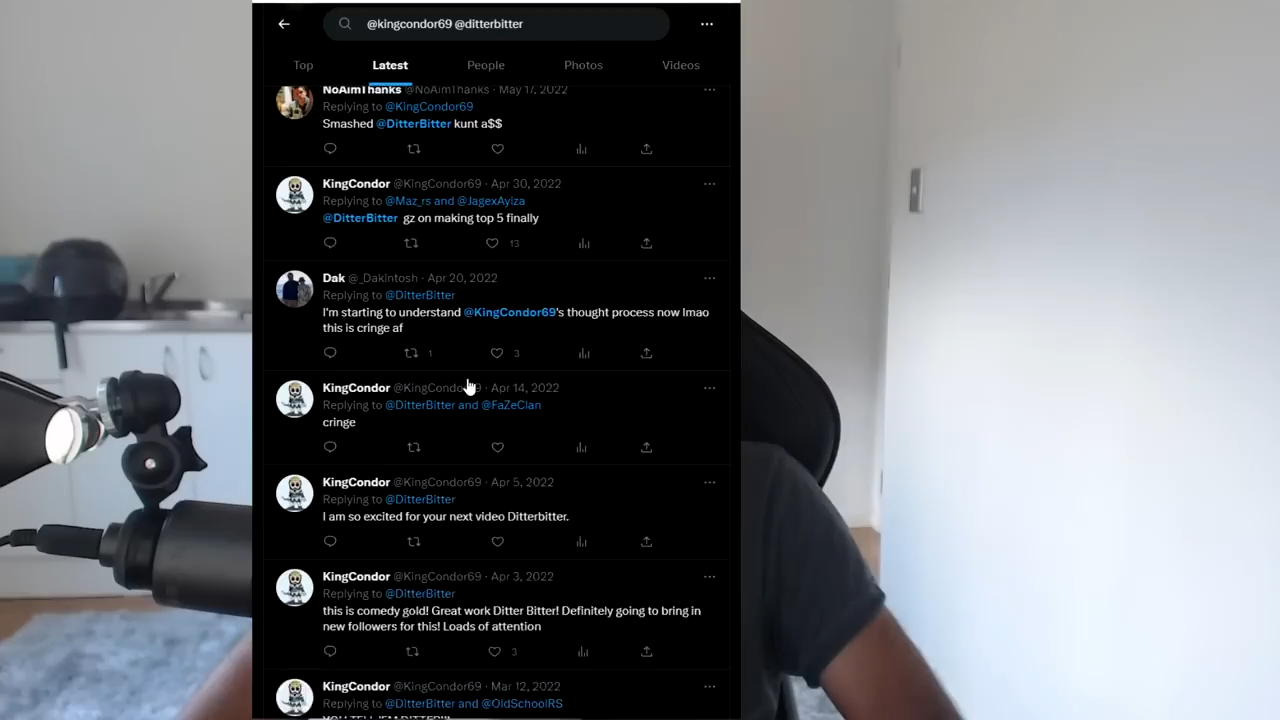 @kingcondor69 @ditterbitter
Top Latest People Photos Videos
NoAimThanks @NoAimThanks · May 17, 2022
Replying to @KingCondor69
Smashed @DitterBitter kunt a$$
KingCondor @KingCondor69 · Apr 30, 2022
Replying to @Maz_rs and @JagexAyiza
@DitterBitter gz on making top 5 finally
13
Dak @_Dakintosh · Apr 20, 2022
Replying to @DitterBitter
I'm starting to understand @KingCondor69's thought process now lmao
this is cringe af
1 3
KingCondor @KingCondor69 · Apr 14, 2022
Replying to @DitterBitter and @FaZeClan
cringe
KingCondor @KingCondor69 · Apr 5, 2022
Replying to @DitterBitter
I am so excited for your next video Ditterbitter.
KingCondor @KingCondor69 · Apr 3, 2022
Replying to @DitterBitter
this is comedy gold! Great work Ditter Bitter! Definitely going to bring in
new followers for this! Loads of attention
3
KingCondor @KingCondor69 · Mar 12, 2022
Replying to @DitterBitter and @OldSchoolRS